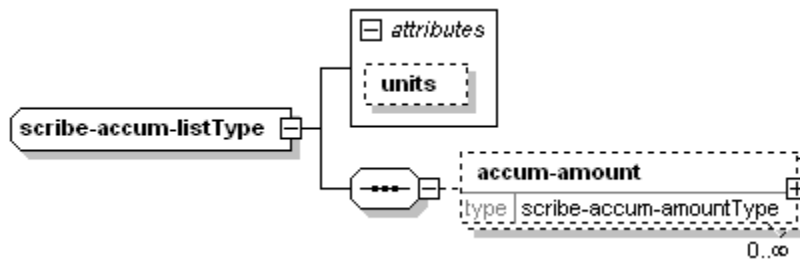 attributes
units
scribe-accum-listType
accum-amount
type scribe-accum-amountType
0..∞